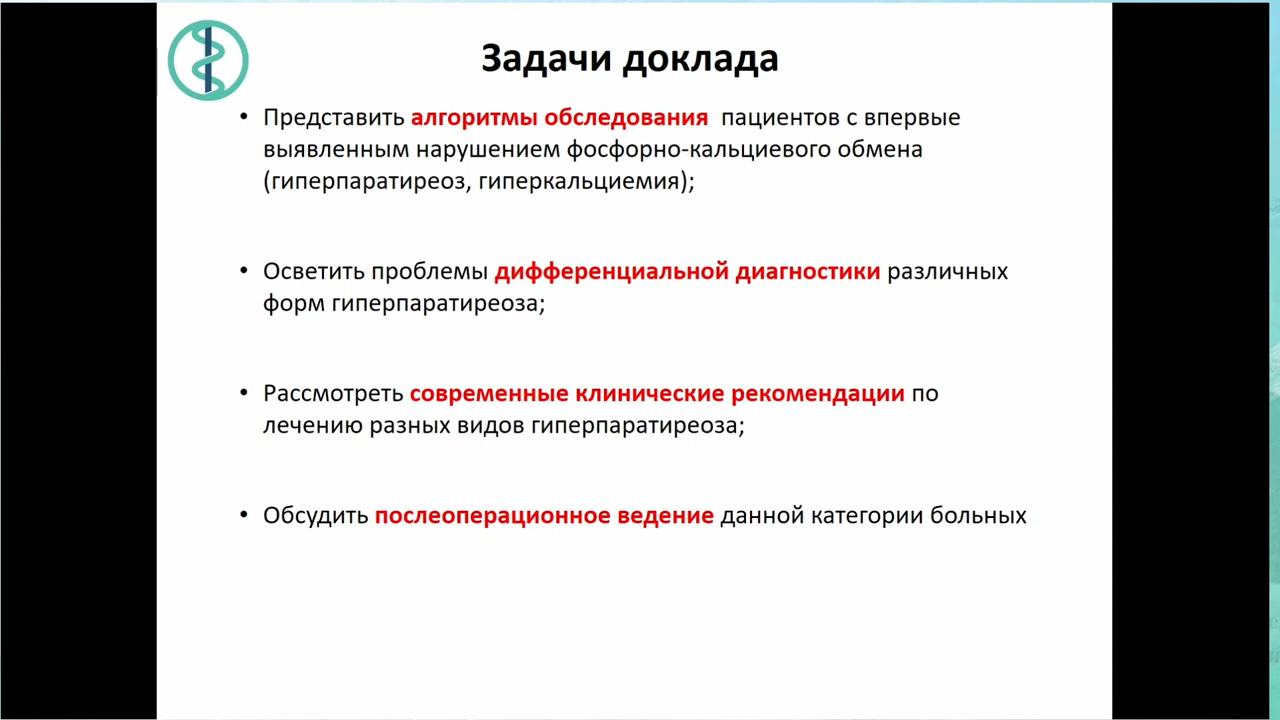 Задачи доклада
• Представить алгоритмы обследования пациентов с впервые
выявленным нарушением фосфорно-кальциевого обмена
(гиперпаратиреоз, гиперкальциемия);
• Осветить проблемы дифференциальной диагностики различных
форм гиперпаратиреоза;
• Рассмотреть современные клинические рекомендации по
лечению разных видов гиперпаратиреоза;
• Обсудить послеоперационное ведение данной категории больных